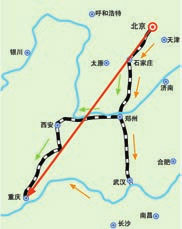 呼和浩特
北京
天津
银川
太原
石家庄
济南
西安
郑州
合肥
重庆
武汉
南昌
长沙